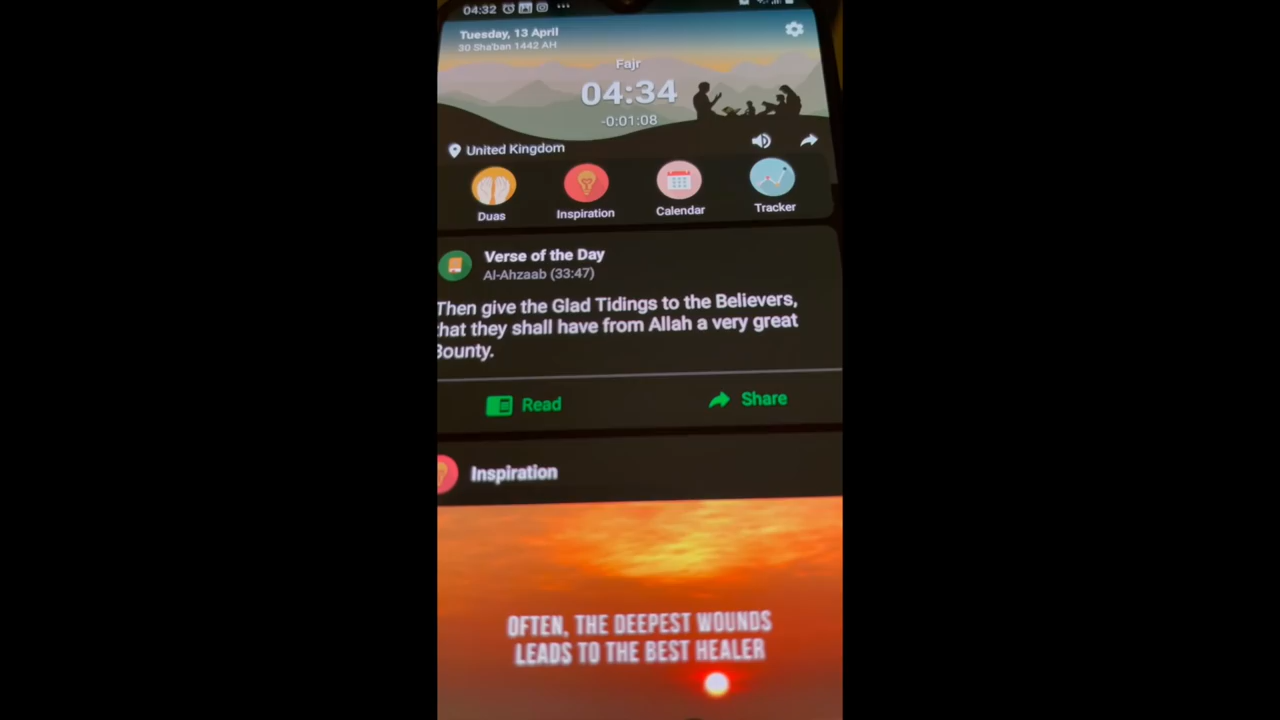 04:32
Tuesday, 13 April
30 Sha'ban 1442 AH
Fajr
04:34
-0:01:08
United Kingdom
Duas
Inspiration
Calendar
Tracker
Verse of the Day
Al-Ahzaab (33:47)
Then give the Glad Tidings to the Believers,
that they shall have from Allah a very great
Bounty.
Read
Share
Inspiration
OFTEN, THE DEEPEST WOUNDS
LEADS TO THE BEST HEALER